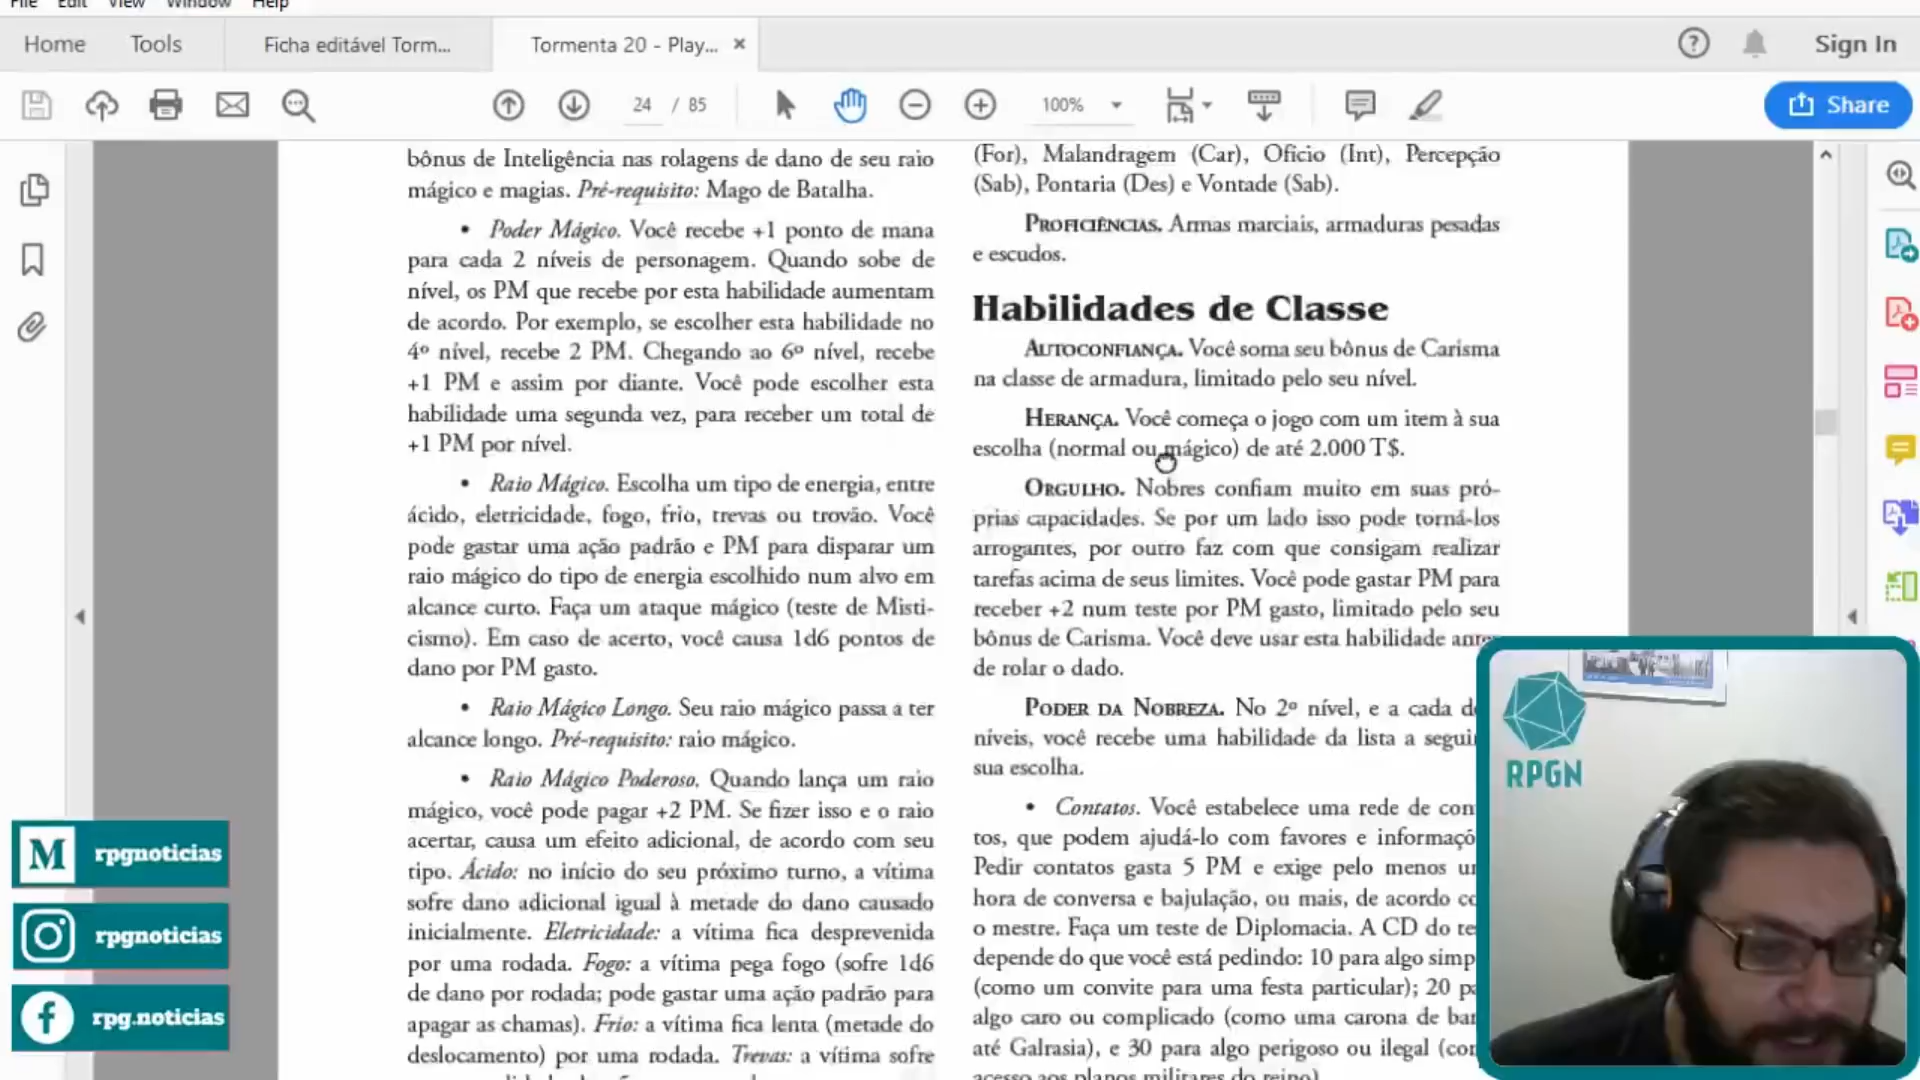 File Edit View Window Help
Home Tools Ficha editável Torm... Tormenta 20 - Play... ×
? Sign In
24 / 85 100% Share
bônus de Inteligência nas rolagens de dano de seu raio
mágico e magias. Pré-requisito: Mago de Batalha.
• Poder Mágico. Você recebe +1 ponto de mana
para cada 2 níveis de personagem. Quando sobe de
nível, os PM que recebe por esta habilidade aumentam
de acordo. Por exemplo, se escolher esta habilidade no
4º nível, recebe 2 PM. Chegando ao 6º nível, recebe
+1 PM e assim por diante. Você pode escolher esta
habilidade uma segunda vez, para receber um total de
+1 PM por nível.
• Raio Mágico. Escolha um tipo de energia, entre
ácido, eletricidade, fogo, frio, trevas ou trovão. Você
pode gastar uma ação padrão e PM para disparar um
raio mágico do tipo de energia escolhido num alvo em
alcance curto. Faça um ataque mágico (teste de Misti-
cismo). Em caso de acerto, você causa 1d6 pontos de
dano por PM gasto.
• Raio Mágico Longo. Seu raio mágico passa a ter
alcance longo. Pré-requisito: raio mágico.
• Raio Mágico Poderoso. Quando lança um raio
mágico, você pode pagar +2 PM. Se fizer isso e o raio
acertar, causa um efeito adicional, de acordo com seu
tipo. Ácido: no início do seu próximo turno, a vítima
sofre dano adicional igual à metade do dano causado
inicialmente. Eletricidade: a vítima fica desprevenida
por uma rodada. Fogo: a vítima pega fogo (sofre 1d6
de dano por rodada; pode gastar uma ação padrão para
apagar as chamas). Frio: a vítima fica lenta (metade do
deslocamento) por uma rodada. Trevas: a vítima sofre
(For), Malandragem (Car), Ofício (Int), Percepção
(Sab), Pontaria (Des) e Vontade (Sab).
PROFICIÊNCIAS. Armas marciais, armaduras pesadas
e escudos.
Habilidades de Classe
AUTOCONFIANÇA. Você soma seu bônus de Carisma
na classe de armadura, limitado pelo seu nível.
HERANÇA. Você começa o jogo com um item à sua
escolha (normal ou mágico) de até 2.000 T$.
ORGULHO. Nobres confiam muito em suas pró-
prias capacidades. Se por um lado isso pode torná-los
arrogantes, por outro faz com que consigam realizar
tarefas acima de seus limites. Você pode gastar PM para
receber +2 num teste por PM gasto, limitado pelo seu
bônus de Carisma. Você deve usar esta habilidade antes
de rolar o dado.
PODER DA NOBREZA. No 2º nível, e a cada d
níveis, você recebe uma habilidade da lista a segui
sua escolha.
• Contatos. Você estabelece uma rede de con
tos, que podem ajudá-lo com favores e informaçõ
Pedir contatos gasta 5 PM e exige pelo menos u
hora de conversa e bajulação, ou mais, de acordo co
o mestre. Faça um teste de Diplomacia. A CD do te
depende do que você está pedindo: 10 para algo simp
(como um convite para uma festa particular); 20 pa
algo caro ou complicado (como uma carona de bar
até Galrasia), e 30 para algo perigoso ou ilegal (com
acesso aos planos militares do reino).
M rpgnoticias
rpgnoticias
f rpg.noticias
RPGN